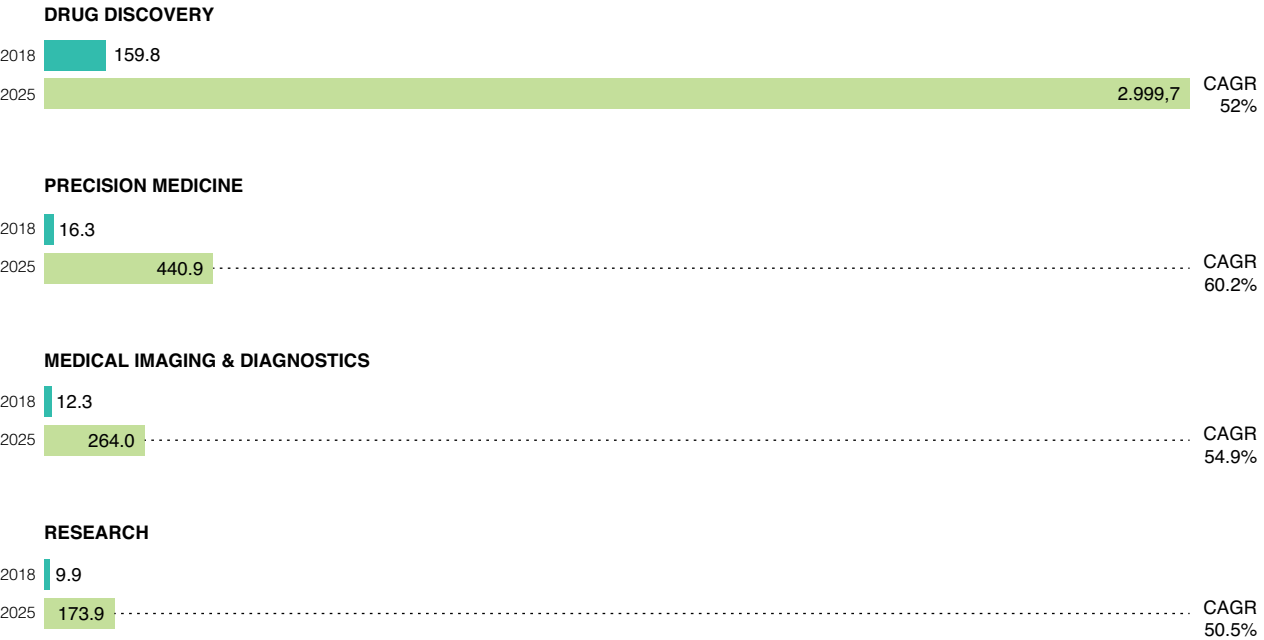 DRUG DISCOVERY
2018 159.8
2025 2.999,7 CAGR
52%
PRECISION MEDICINE
2018 16.3
2025 440.9 CAGR
60.2%
MEDICAL IMAGING & DIAGNOSTICS
2018 12.3
2025 264.0 CAGR
54.9%
RESEARCH
2018 9.9
2025 173.9 CAGR
50.5%